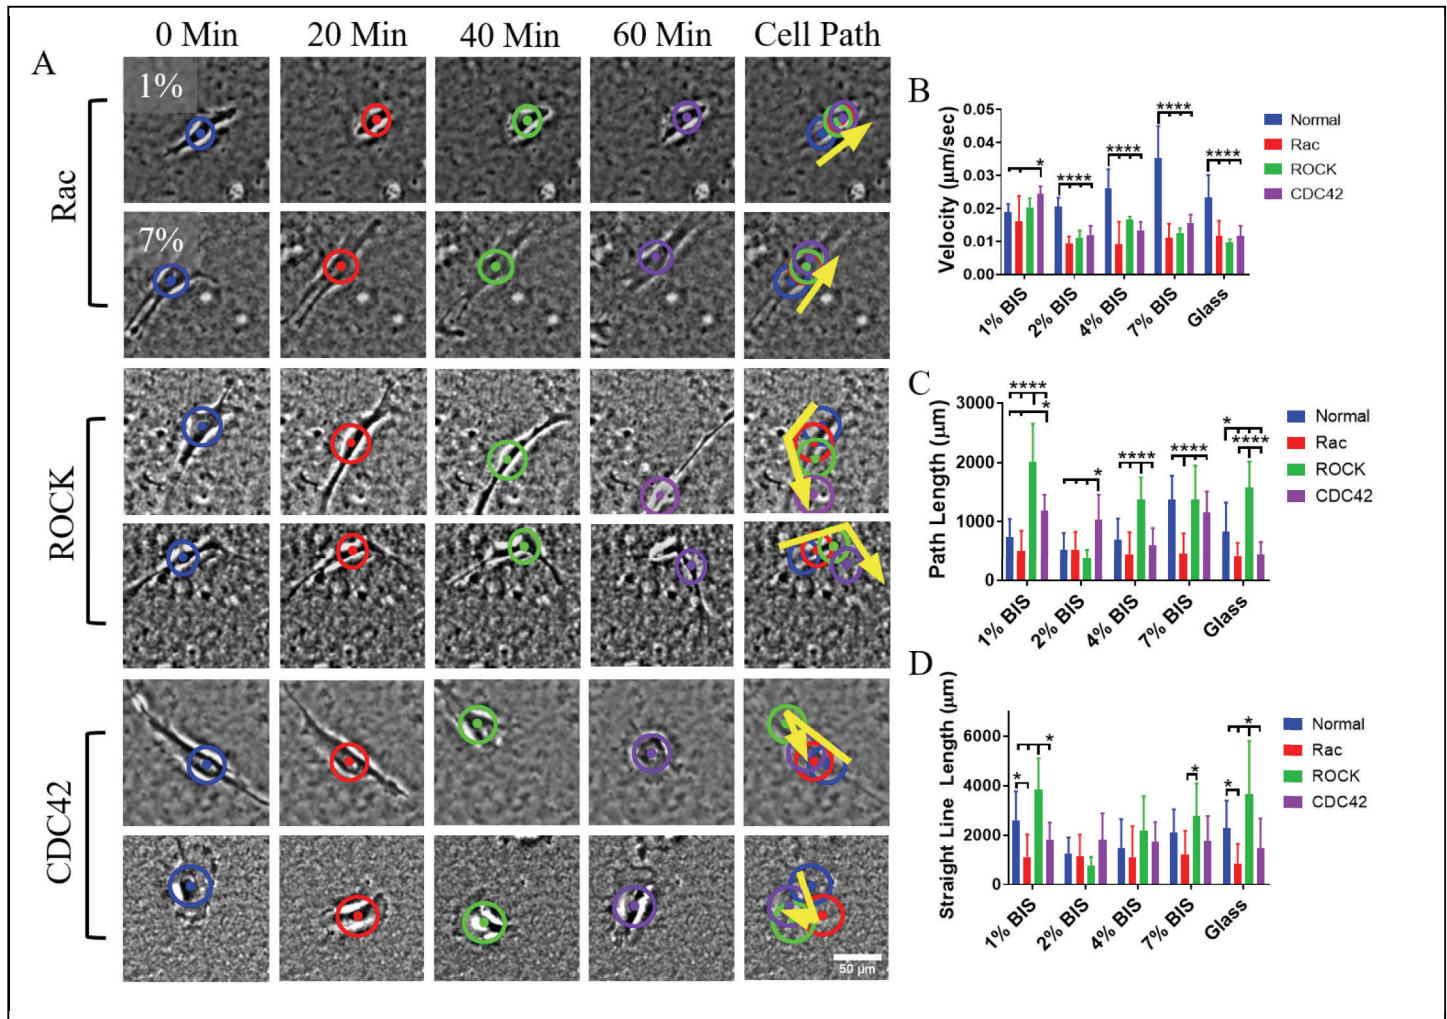 0 Min 20 Min 40 Min 60 Min Cell Path
A
Rac
1%
7%
ROCK
CDC42
50 µm
B
Velocity (µm/sec)
0.05
0.04
0.03
0.02
0.01
0.00
* **** **** **** ****
1% BIS 2% BIS 4% BIS 7% BIS Glass
Normal
Rac
ROCK
CDC42
C
Path Length (µm)
3000
2000
1000
0
**** * * **** **** * ****
1% BIS 2% BIS 4% BIS 7% BIS Glass
Normal
Rac
ROCK
CDC42
D
Straight Line Length (µm)
6000
4000
2000
0
* * * * *
1% BIS 2% BIS 4% BIS 7% BIS Glass
Normal
Rac
ROCK
CDC42